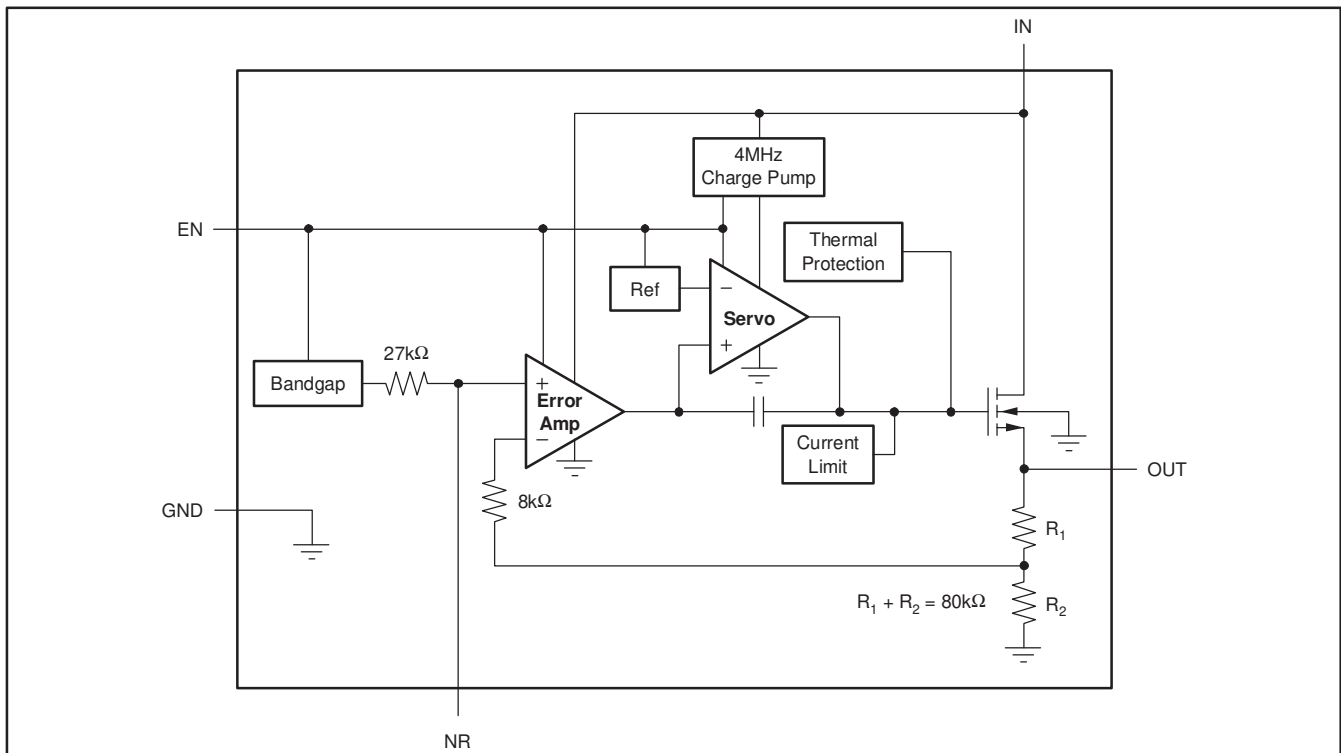 IN
4MHz
Charge Pump
EN
Thermal
Protection
Ref
−
Servo
+
27kΩ
Bandgap
+
Error
Amp
−
Current
Limit
OUT
8kΩ
GND
R1
R1 + R2 = 80kΩ
R2
NR